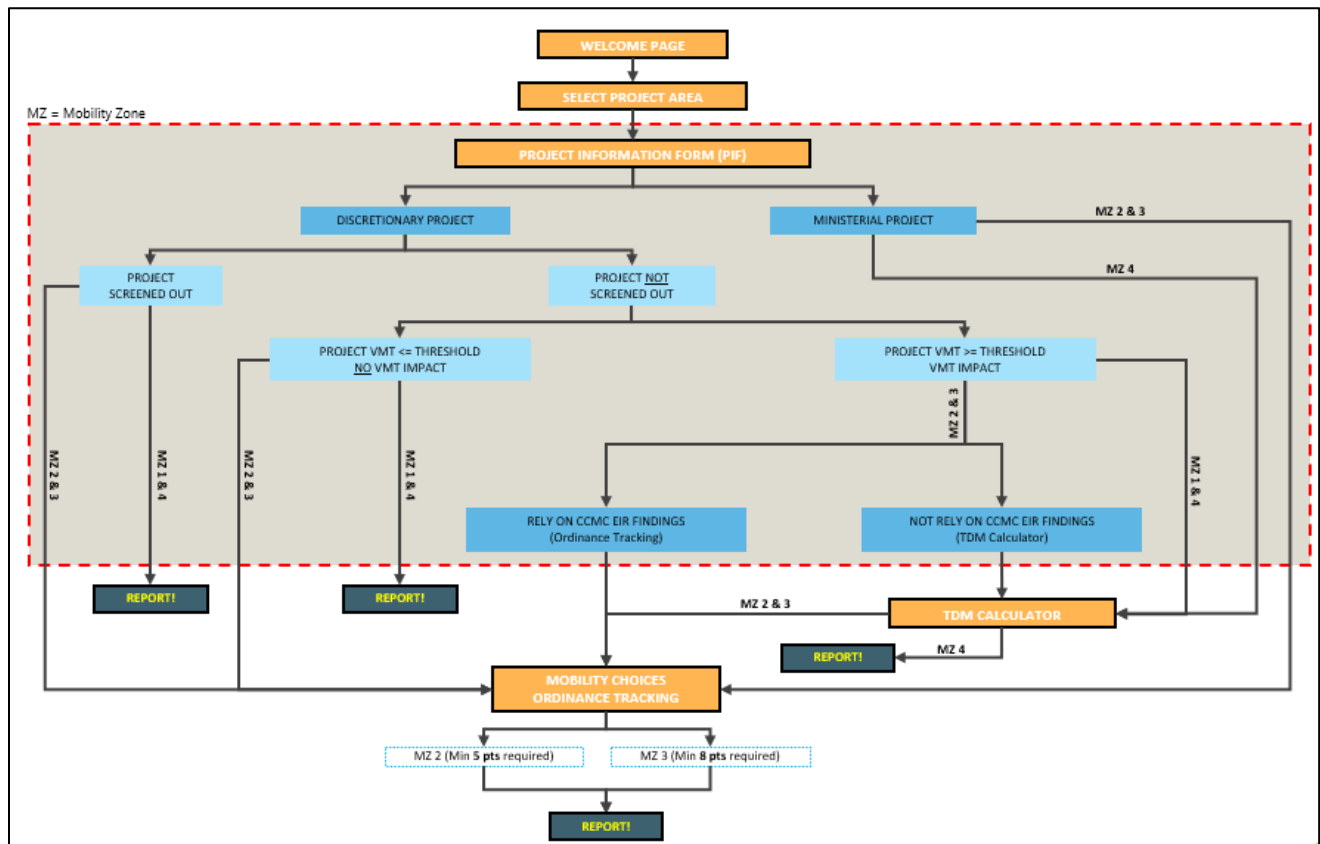 WELCOME PAGE
SELECT PROJECT AREA
MZ = Mobility Zone
PROJECT INFORMATION FORM (PIF)
DISCRETIONARY PROJECT
MINISTERIAL PROJECT
MZ 2 & 3
MZ 4
PROJECT
SCREENED OUT
PROJECT NOT
SCREENED OUT
PROJECT VMT <= THRESHOLD
NO VMT IMPACT
PROJECT VMT >= THRESHOLD
VMT IMPACT
MZ 2 & 3
MZ 1 & 4
MZ 2 & 3
MZ 1 & 4
MZ 2 & 3
MZ 1 & 4
RELY ON CCMC EIR FINDINGS
(Ordinance Tracking)
NOT RELY ON CCMC EIR FINDINGS
(TDM Calculator)
REPORT!
REPORT!
MZ 2 & 3
TDM CALCULATOR
REPORT!
MZ 4
MOBILITY CHOICES
ORDINANCE TRACKING
MZ 2 (Min 5 pts required)
MZ 3 (Min 8 pts required)
REPORT!